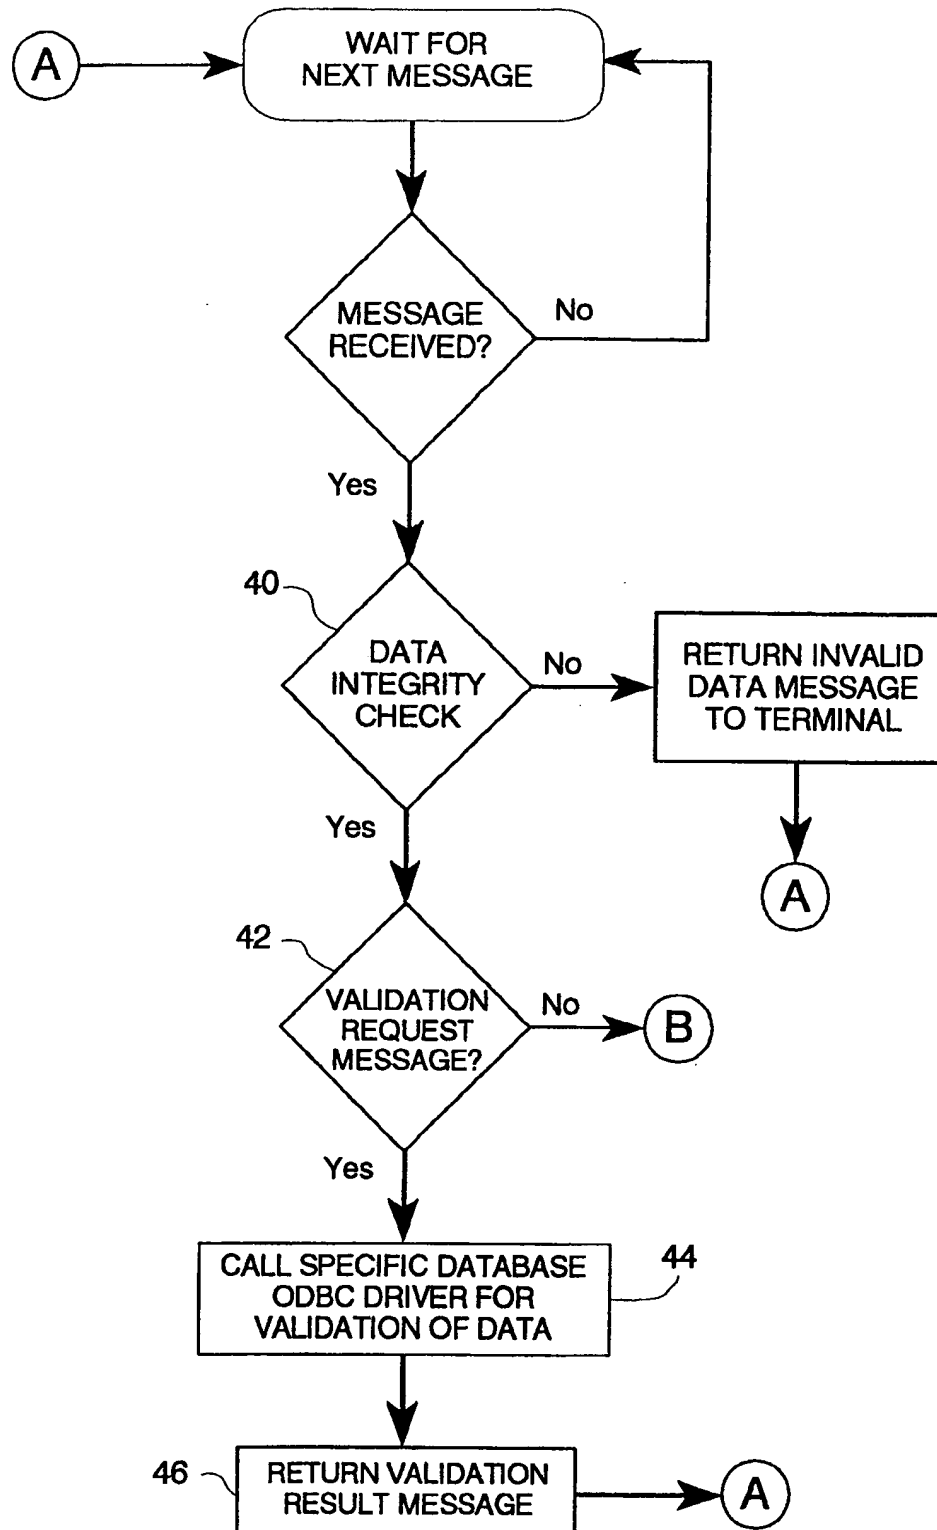 A
WAIT FOR
NEXT MESSAGE
MESSAGE
RECEIVED?
No
Yes
40
DATA
INTEGRITY
CHECK
No
RETURN INVALID
DATA MESSAGE
TO TERMINAL
Yes
A
42
VALIDATION
REQUEST
MESSAGE?
No
B
Yes
CALL SPECIFIC DATABASE
ODBC DRIVER FOR
VALIDATION OF DATA
44
46
RETURN VALIDATION
RESULT MESSAGE
A